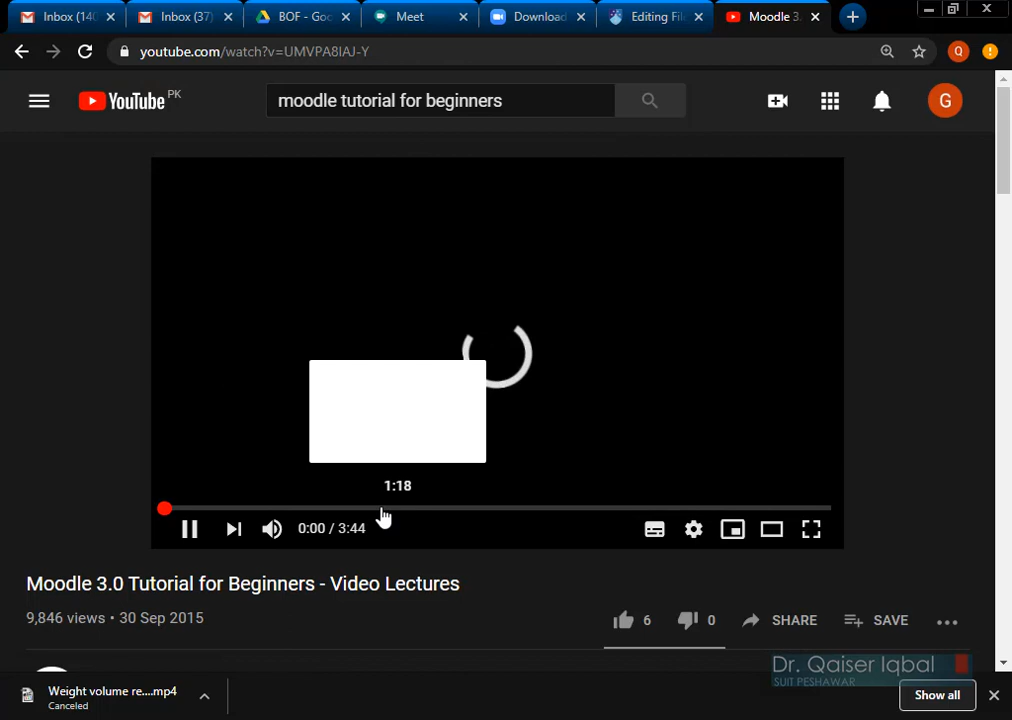 Inbox (140
Inbox (37)
BOF - Goo
Meet
Download
Editing Fil
Moodle 3.
youtube.com/watch?v=UMVPA8IAJ-Y
Q
YouTube PK
moodle tutorial for beginners
G
1:18
0:00 / 3:44
Moodle 3.0 Tutorial for Beginners - Video Lectures
9,846 views • 30 Sep 2015
6
0
SHARE
SAVE
Dr. Qaiser Iqbal
SUIT PESHAWAR
Weight volume re....mp4
Canceled
Show all